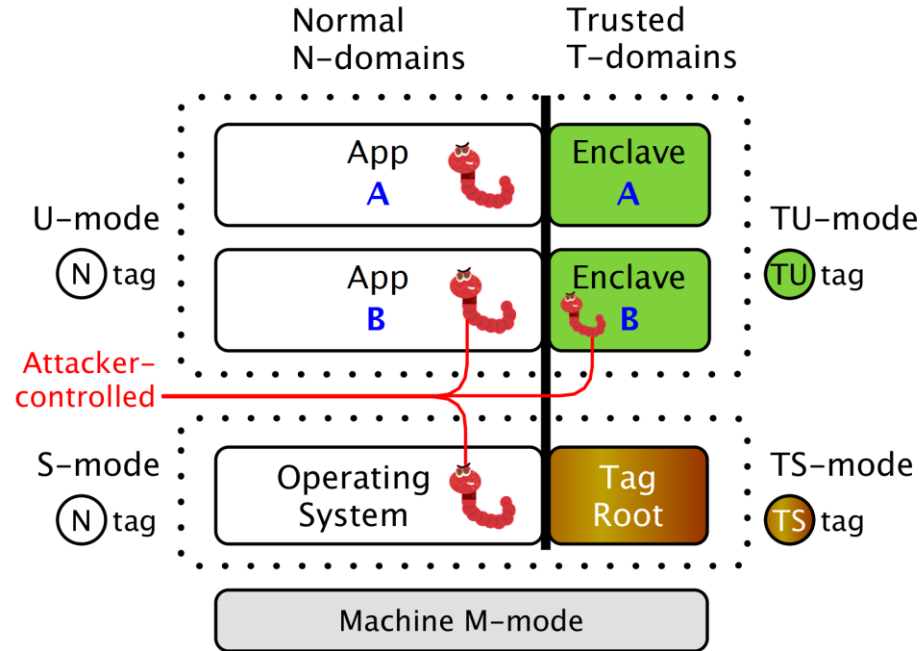 Normal
N-domains
Trusted
T-domains
App
A
Enclave
A
U-mode
N tag
TU-mode
TU tag
App
B
Enclave
B
Attacker-
controlled
S-mode
N tag
Operating
System
Tag
Root
TS-mode
TS tag
Machine M-mode